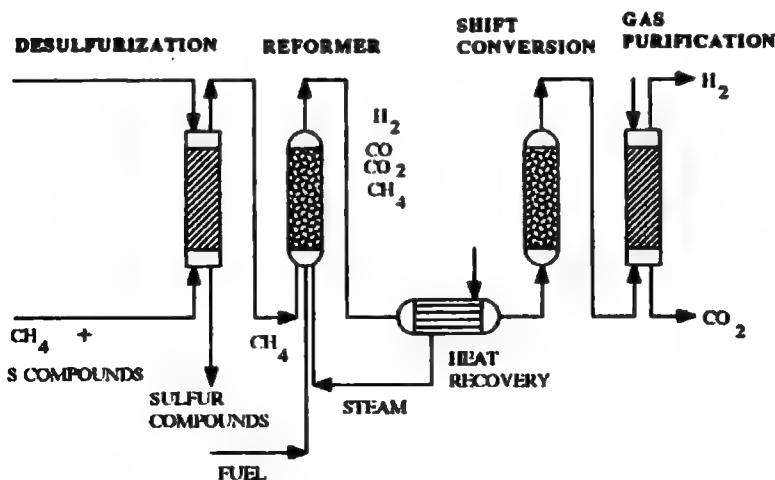 DESULFURIZATION
REFORMER
SHIFT
CONVERSION
GAS
PURIFICATION
H2
H2
CO
CO2
CH4
CH4 +
S COMPOUNDS
SULFUR
COMPOUNDS
CH4
STEAM
HEAT
RECOVERY
CO2
FUEL